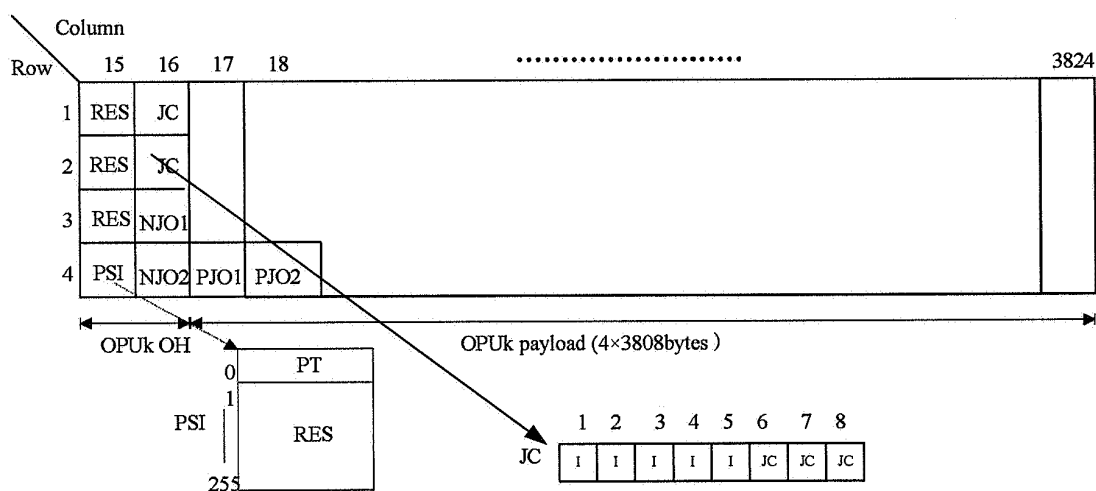 Column
Row 15 16 17 18 3824
1 RES JC
2 RES JC
3 RES NJO1
4 PSI NJO2 PJO1 PJO2
OPUk OH OPUk payload (4×3808bytes )
0 PT
1
PSI RES
255
1 2 3 4 5 6 7 8
JC I I I I I JC JC JC